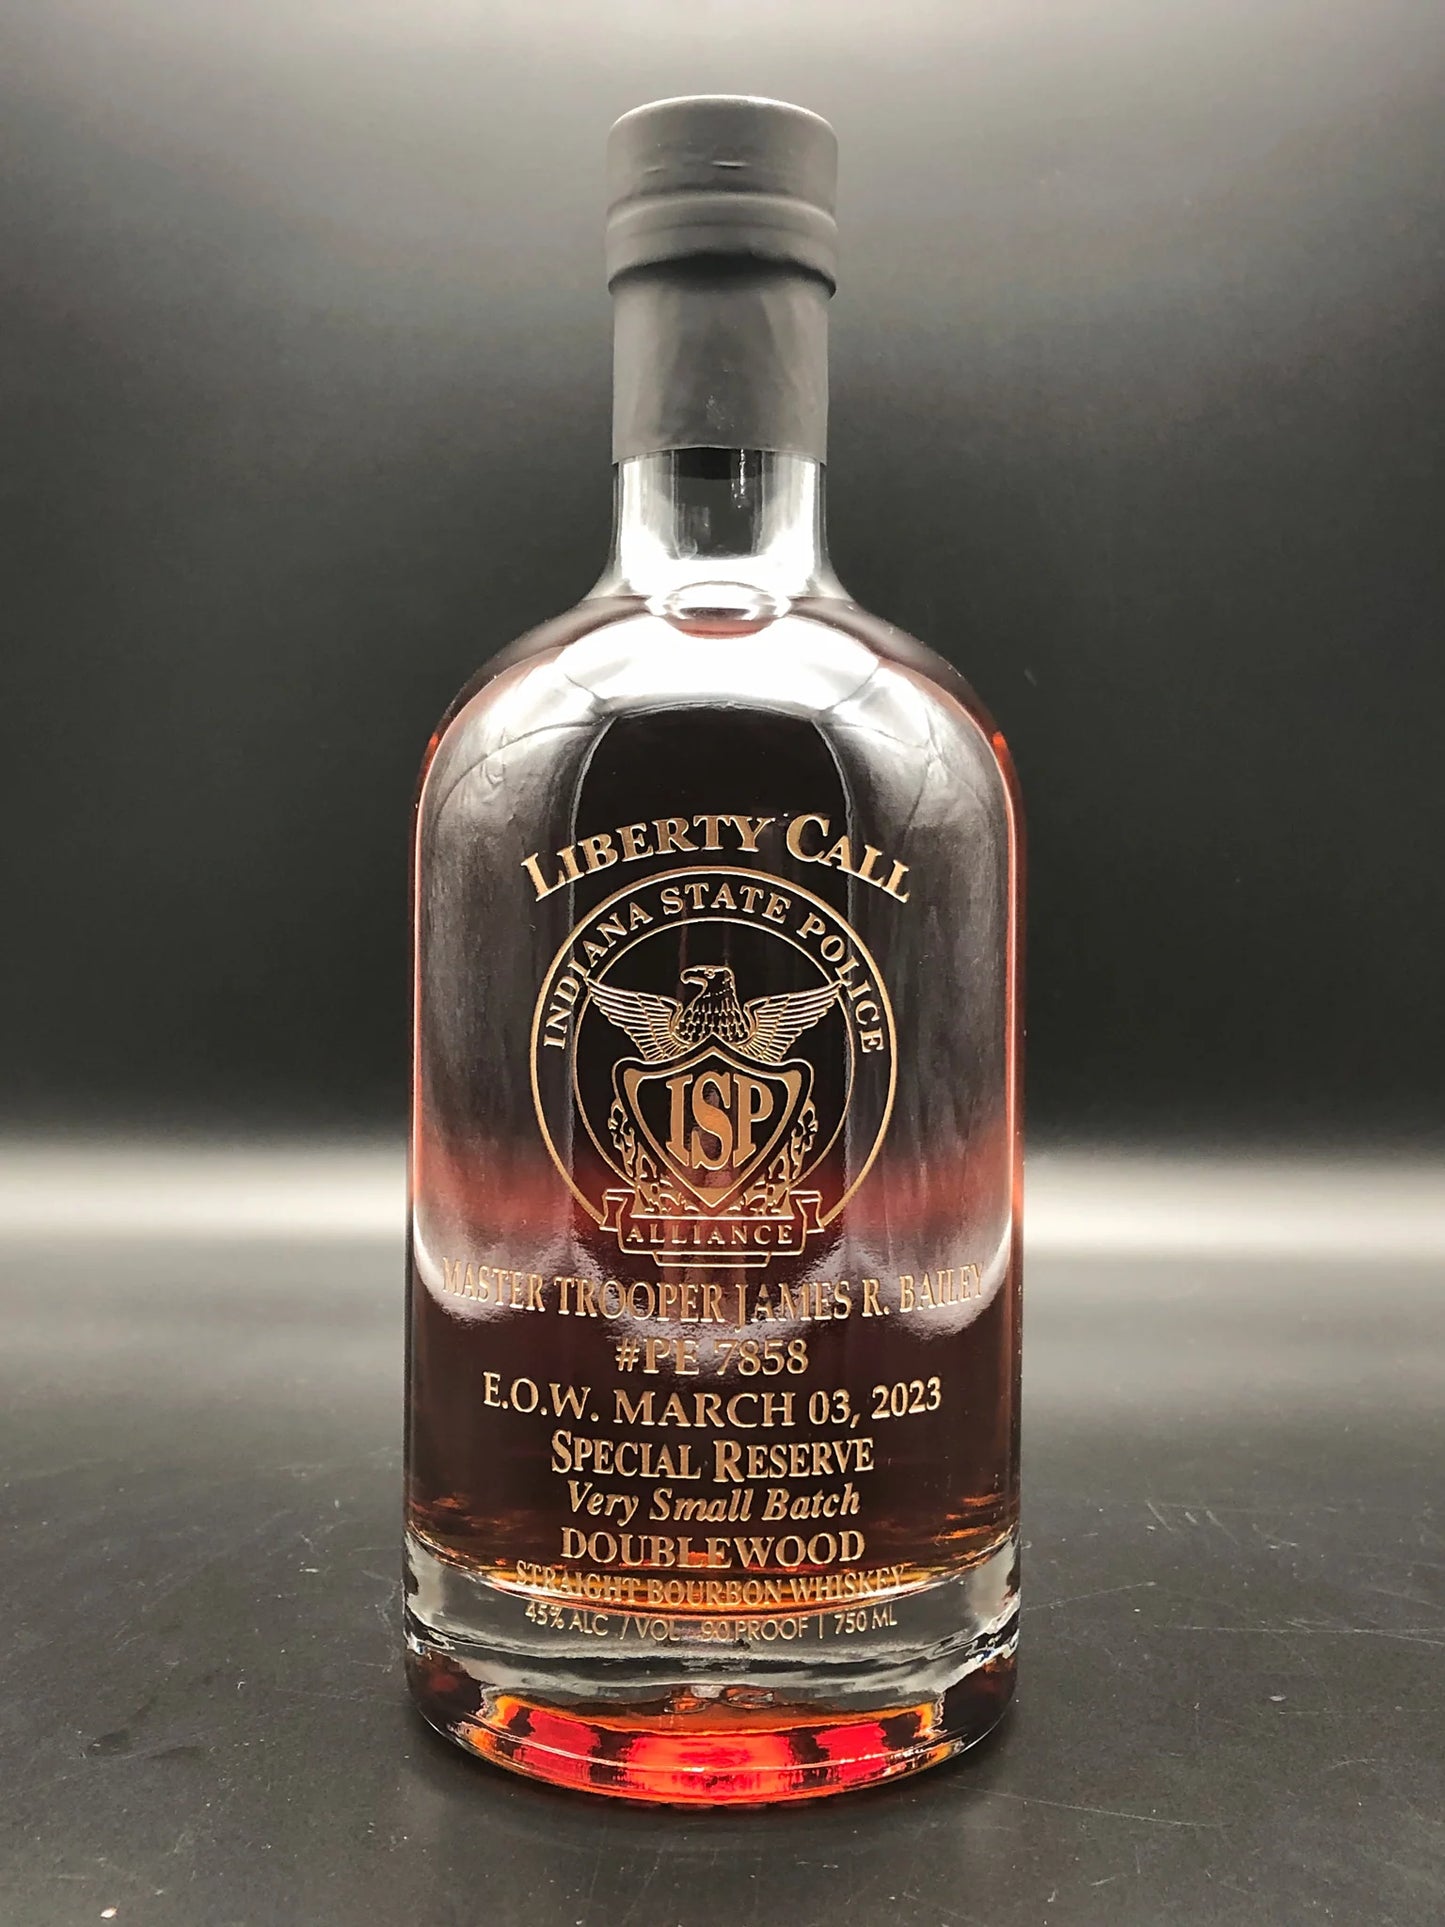 LIBERTY CALL
INDIANA STATE POLICE
ISP
ALLIANCE
MASTER TROOPER JAMES R. BAILEY
#PE 7858
E.O.W. MARCH 03, 2023
SPECIAL RESERVE
Very Small Batch
DOUBLEWOOD
STRAIGHT BOURBON WHISKEY
45% ALC / VOL 90 PROOF | 750 ML